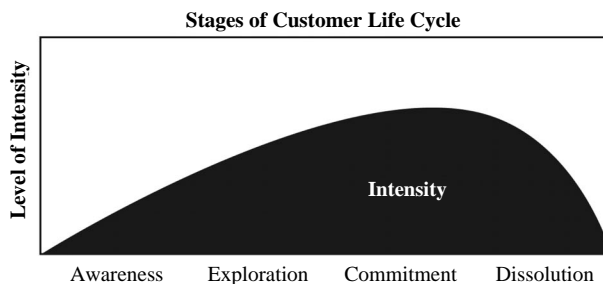 Stages of Customer Life Cycle
Level of Intensity
Intensity
Awareness Exploration Commitment Dissolution